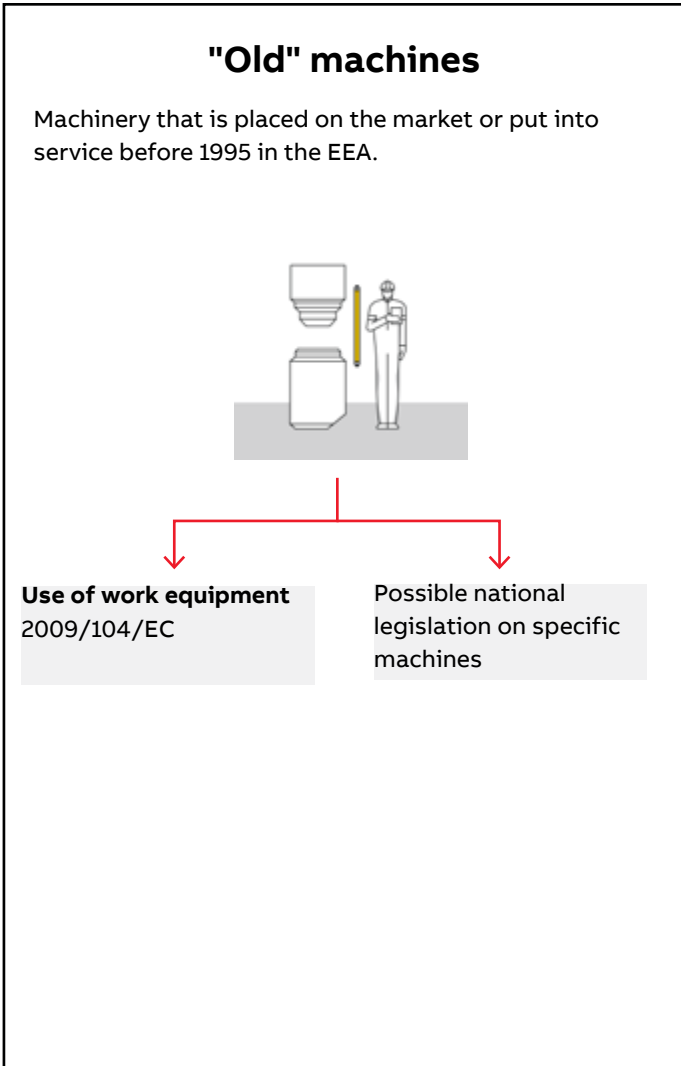 "Old" machines
Machinery that is placed on the market or put into
service before 1995 in the EEA.
Use of work equipment
2009/104/EC
Possible national
legislation on specific
machines